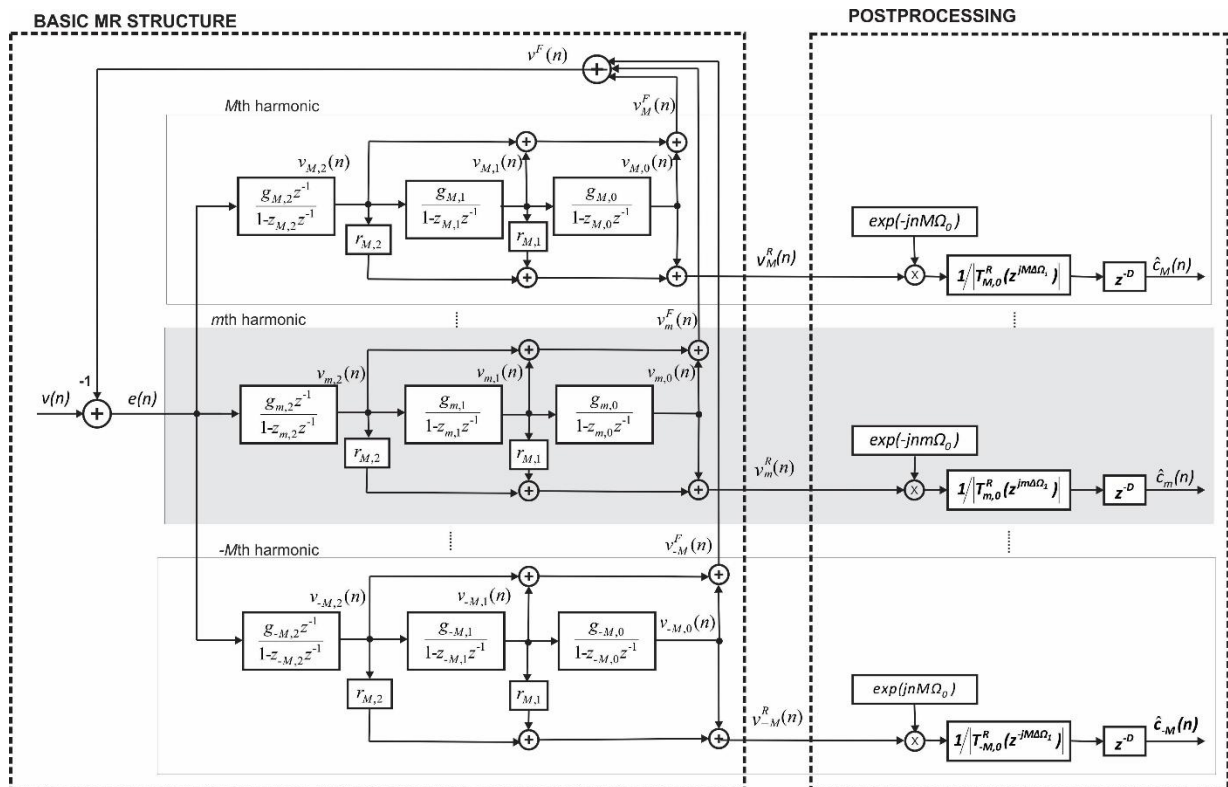 BASIC MR STRUCTURE
POSTPROCESSING
v^F(n)
Mth harmonic
v_M^F(n)
v_{M,2}(n) v_{M,1}(n) v_{M,0}(n)
g_{M,2}z^{-1} / 1-z_{M,2}z^{-1}
g_{M,1} / 1-z_{M,1}z^{-1}
g_{M,0} / 1-z_{M,0}z^{-1}
r_{M,2} r_{M,1}
v_M^R(n)
exp(-jnMΩ_0)
x
1/|T_{M,0}^R(z^{jMΔΩ_1})|
z^{-D}
ĉ_M(n)
mth harmonic
v_m^F(n)
v_{m,2}(n) v_{m,1}(n) v_{m,0}(n)
-1
v(n) + e(n)
g_{m,2}z^{-1} / 1-z_{m,2}z^{-1}
g_{m,1} / 1-z_{m,1}z^{-1}
g_{m,0} / 1-z_{m,0}z^{-1}
r_{M,2} r_{M,1}
v_m^R(n)
exp(-jnmΩ_0)
x
1/|T_{m,0}^R(z^{jmΔΩ_1})|
z^{-D}
ĉ_m(n)
-Mth harmonic
v_{-M}^F(n)
v_{-M,2}(n) v_{-M,1}(n) v_{-M,0}(n)
g_{-M,2}z^{-1} / 1-z_{-M,2}z^{-1}
g_{-M,1} / 1-z_{-M,1}z^{-1}
g_{-M,0} / 1-z_{-M,0}z^{-1}
r_{M,2} r_{M,1}
v_{-M}^R(n)
exp(jnMΩ_0)
x
1/|T_{-M,0}^R(z^{-jMΔΩ_1})|
z^{-D}
ĉ_{-M}(n)